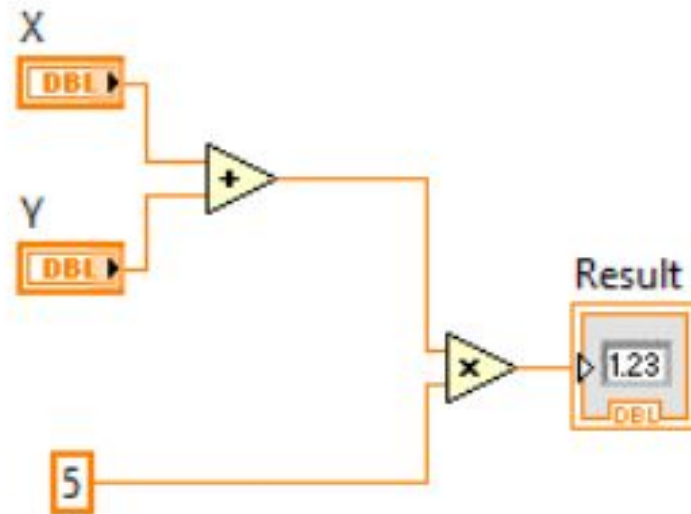 X
DBL
+
Y
DBL
Result
×
1.23
DBL
5